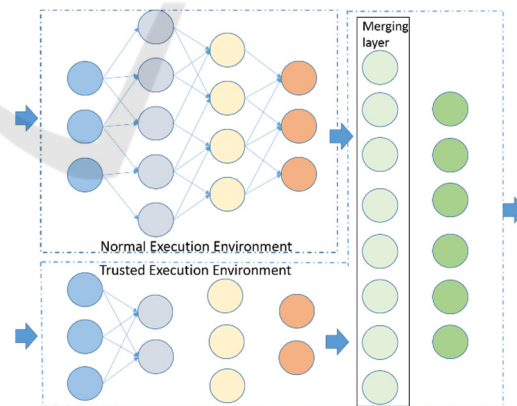 Merging
layer
Normal Execution Environment
Trusted Execution Environment